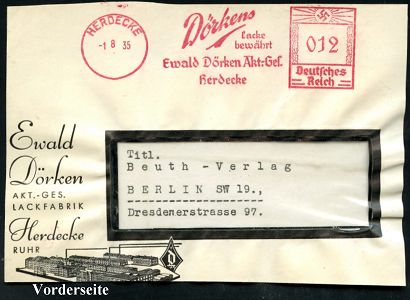 HERDECKE
-1 8 35
Dörkens
Lacke
bewährt
Ewald Dörken Akt.-Ges.
Herdecke
012
Deutsches
Reich
Ewald
Dörken
AKT.-GES.
LACKFABRIK
Herdecke
RUHR
Titl.
Beuth-Verlag
BERLIN SW 19.,
Dresdenerstrasse 97.
Vorderseite